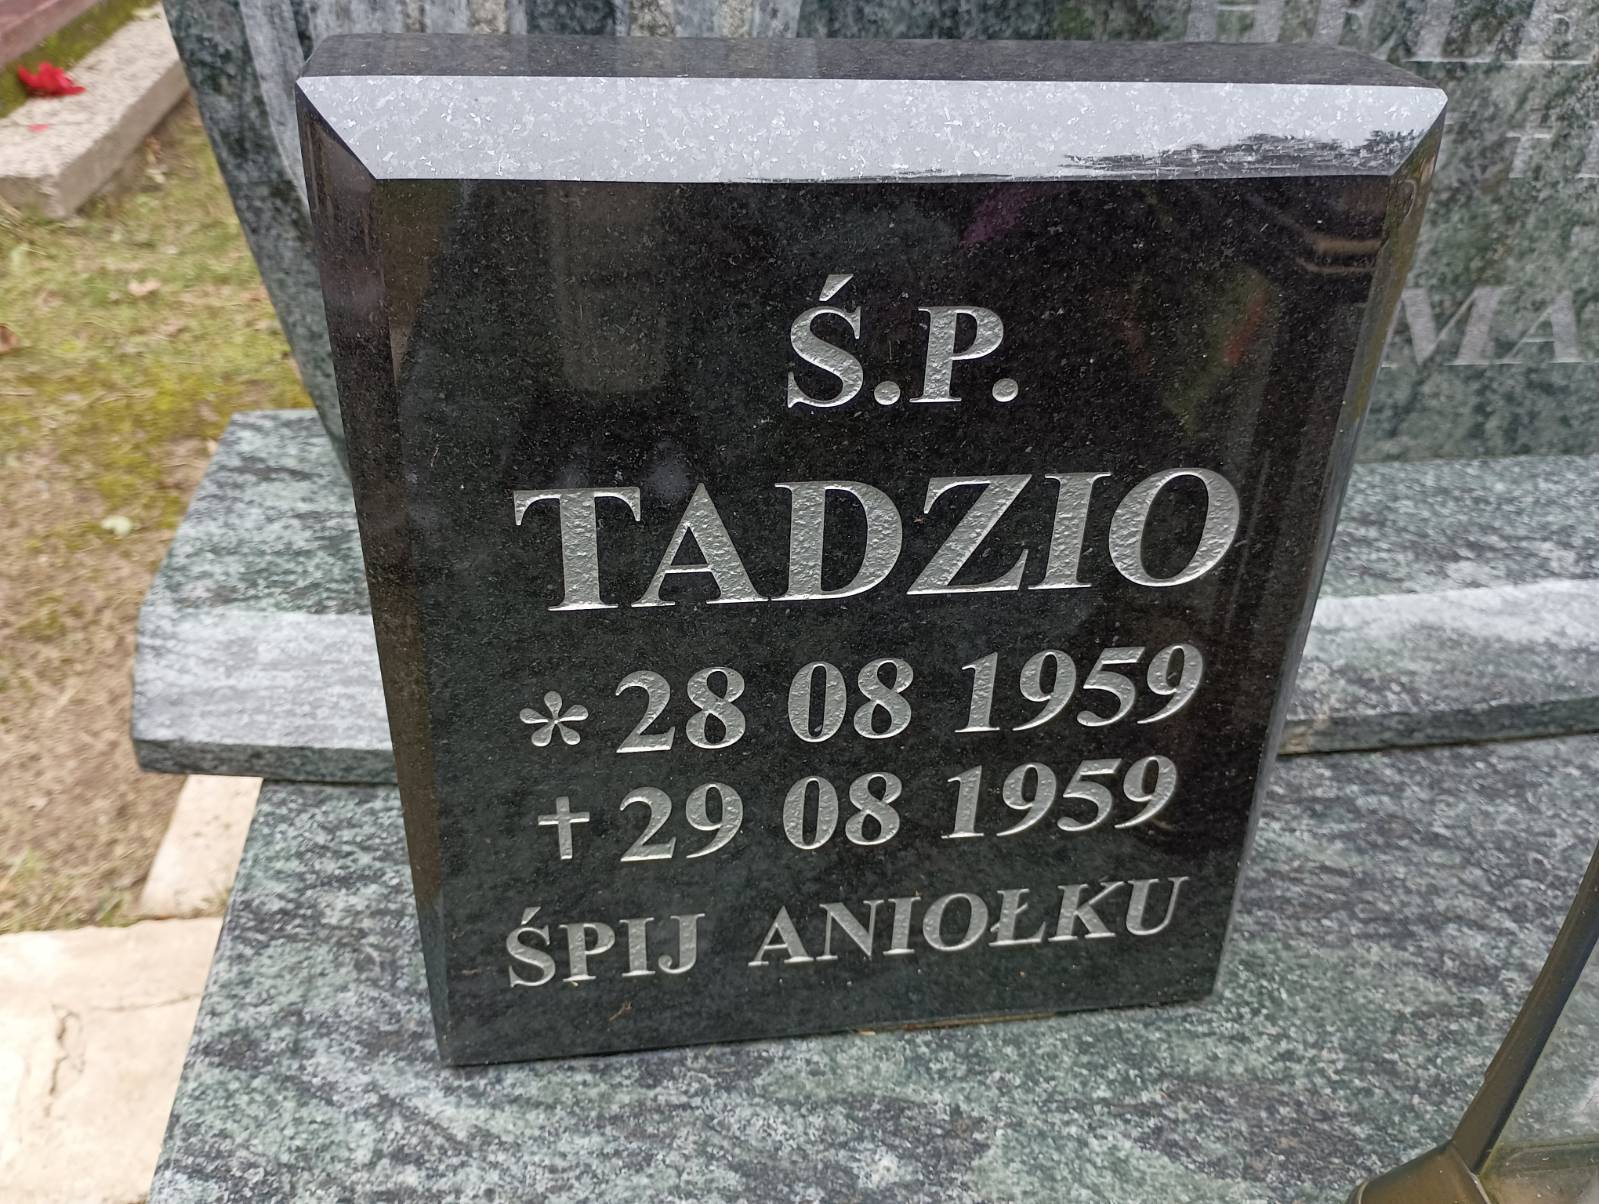 Ś.P.
TADZIO
* 28 08 1959
† 29 08 1959
ŚPIJ ANIOŁKU